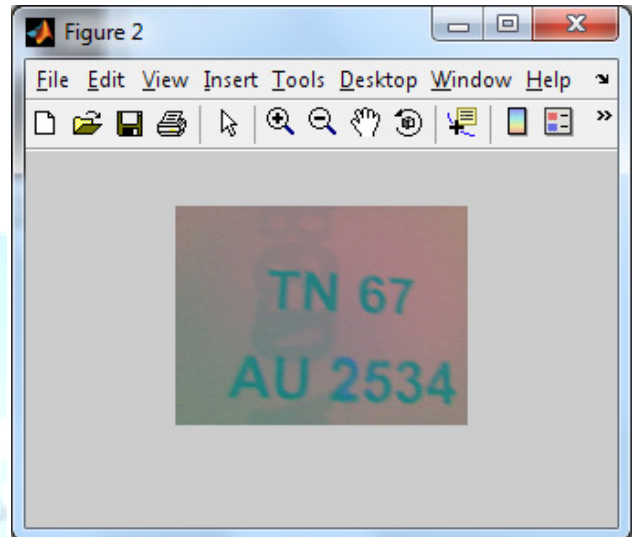 Figure 2
File Edit View Insert Tools Desktop Window Help
TN 67
AU 2534